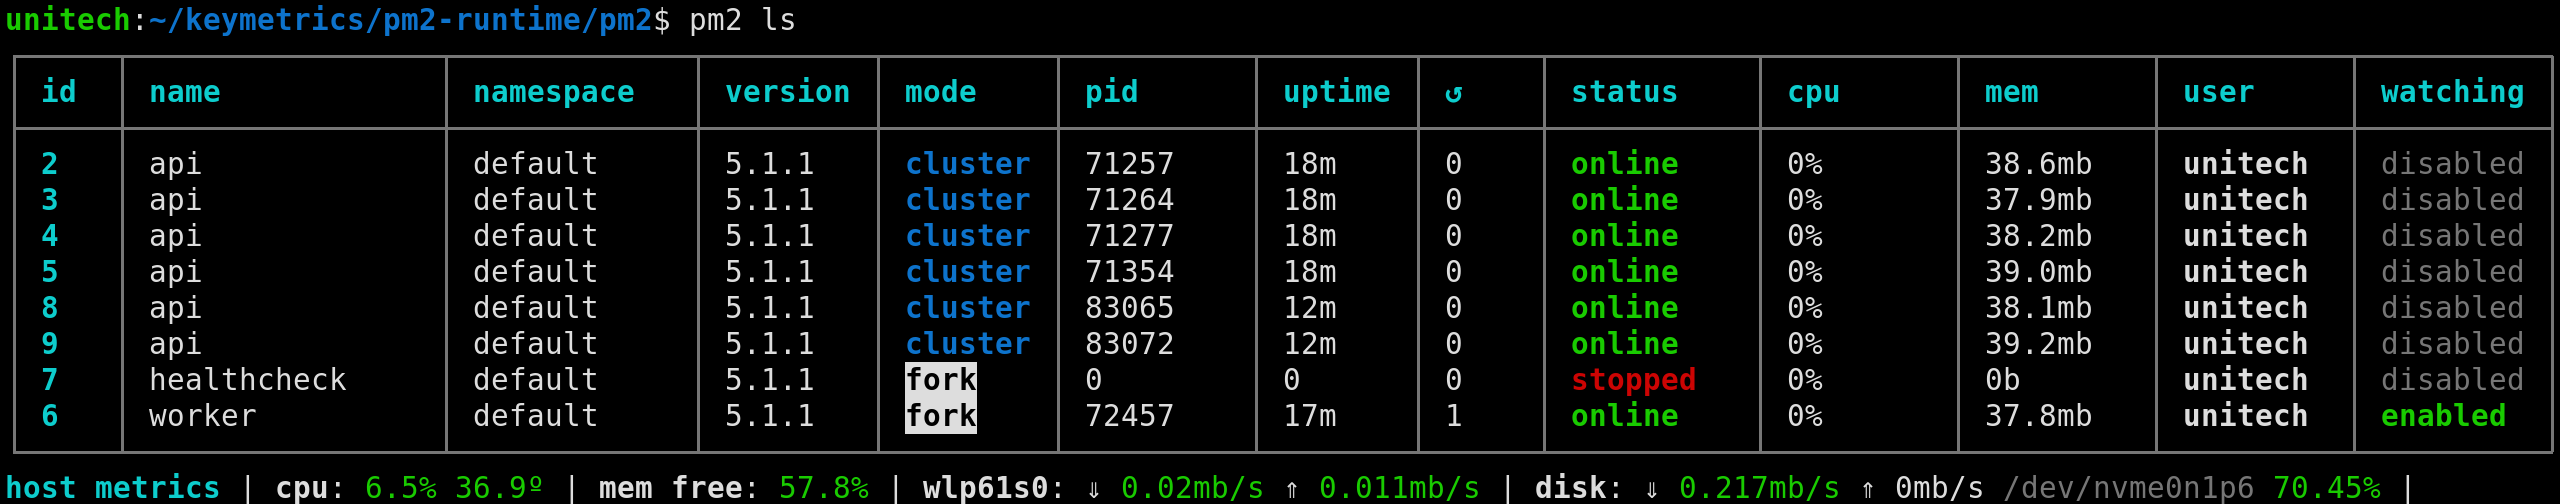 unitech:~/keymetrics/pm2-runtime/pm2$ pm2 ls
id name namespace version mode pid uptime ↺ status cpu mem user watching
2 api default 5.1.1 cluster 71257 18m 0 online 0% 38.6mb unitech disabled
3 api default 5.1.1 cluster 71264 18m 0 online 0% 37.9mb unitech disabled
4 api default 5.1.1 cluster 71277 18m 0 online 0% 38.2mb unitech disabled
5 api default 5.1.1 cluster 71354 18m 0 online 0% 39.0mb unitech disabled
8 api default 5.1.1 cluster 83065 12m 0 online 0% 38.1mb unitech disabled
9 api default 5.1.1 cluster 83072 12m 0 online 0% 39.2mb unitech disabled
7 healthcheck default 5.1.1 fork 0 0 0 stopped 0% 0b unitech disabled
6 worker default 5.1.1 fork 72457 17m 1 online 0% 37.8mb unitech enabled
host metrics | cpu: 6.5% 36.9º | mem free: 57.8% | wlp61s0: ⇓ 0.02mb/s ⇑ 0.011mb/s | disk: ⇓ 0.217mb/s ⇑ 0mb/s /dev/nvme0n1p6 70.45% |